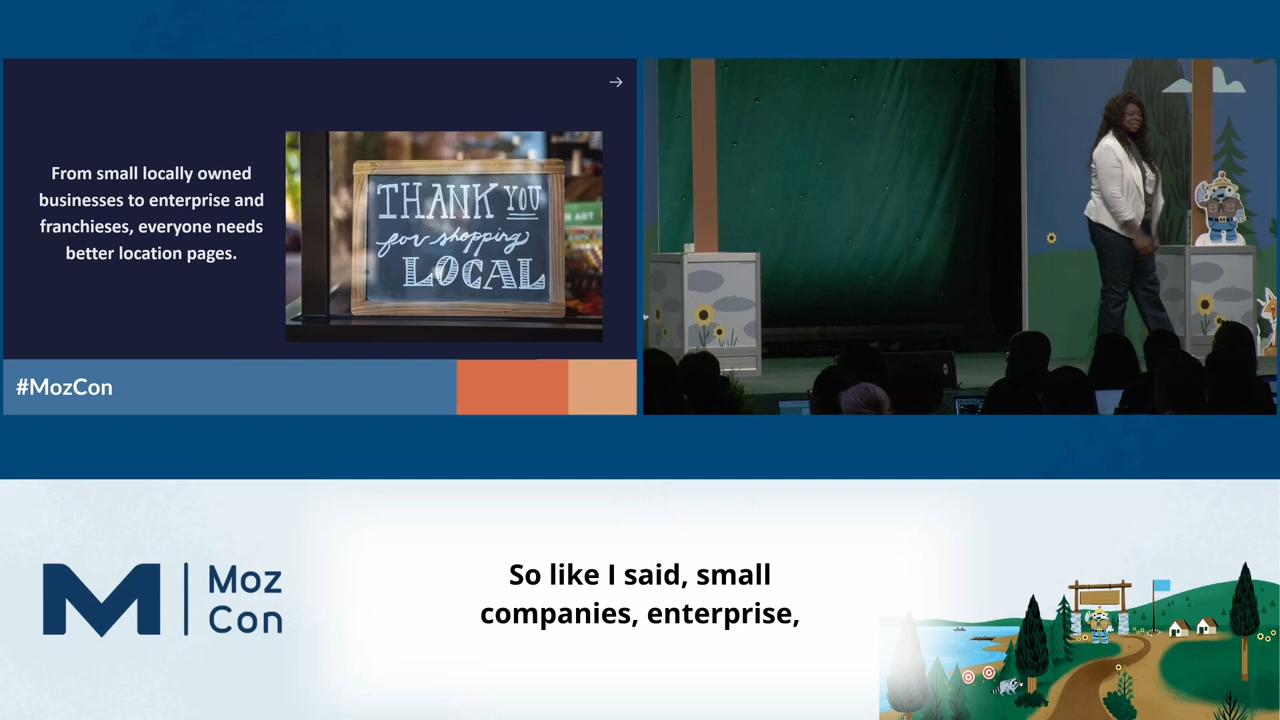 From small locally owned
businesses to enterprise and
franchieses, everyone needs
better location pages.
THANK YOU
for shopping
LOCAL
ART
#MozCon
Moz
Con
So like I said, small
companies, enterprise,